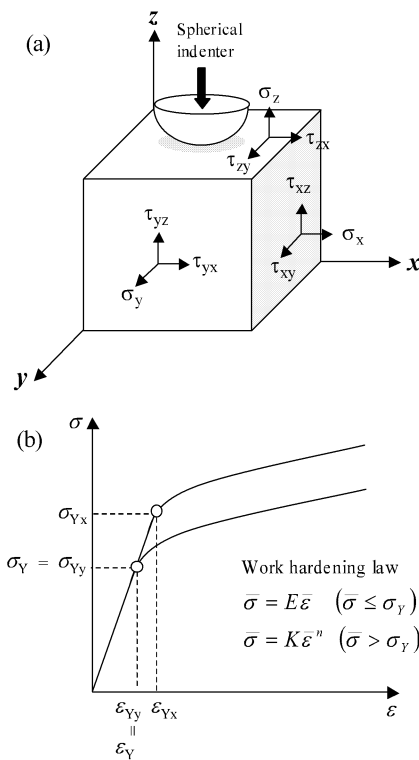 (a)
z
Spherical
indenter
σz
τzx
τzy
τxz
σx
τxy
τyz
τyx
σy
x
y
(b)
σ
σYx
σY = σYy
Work hardening law
σ̅ = Eε̅ (σ̅ ≤ σY)
σ̅ = Kε̅ⁿ (σ̅ > σY)
εYy εYx ε
=
εY